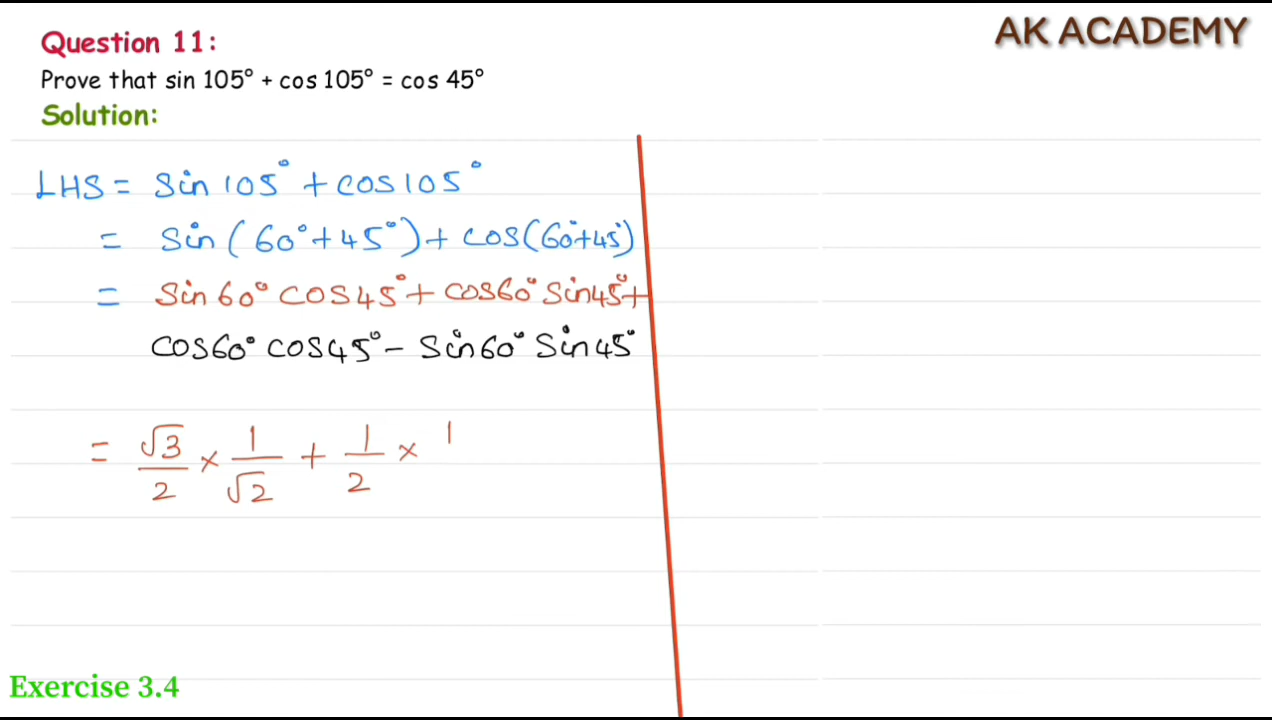 AK ACADEMY
Question 11:
Prove that sin 105° + cos 105° = cos 45°
Solution:
LHS = Sin 105° + cos 105°
= Sin (60° + 45°) + cos(60°+45°)
= Sin 60° cos 45° + cos 60° Sin 45° +
cos 60° cos 45° - Sin 60° Sin 45°
= √3/2 × 1/√2 + 1/2 × 1
Exercise 3.4